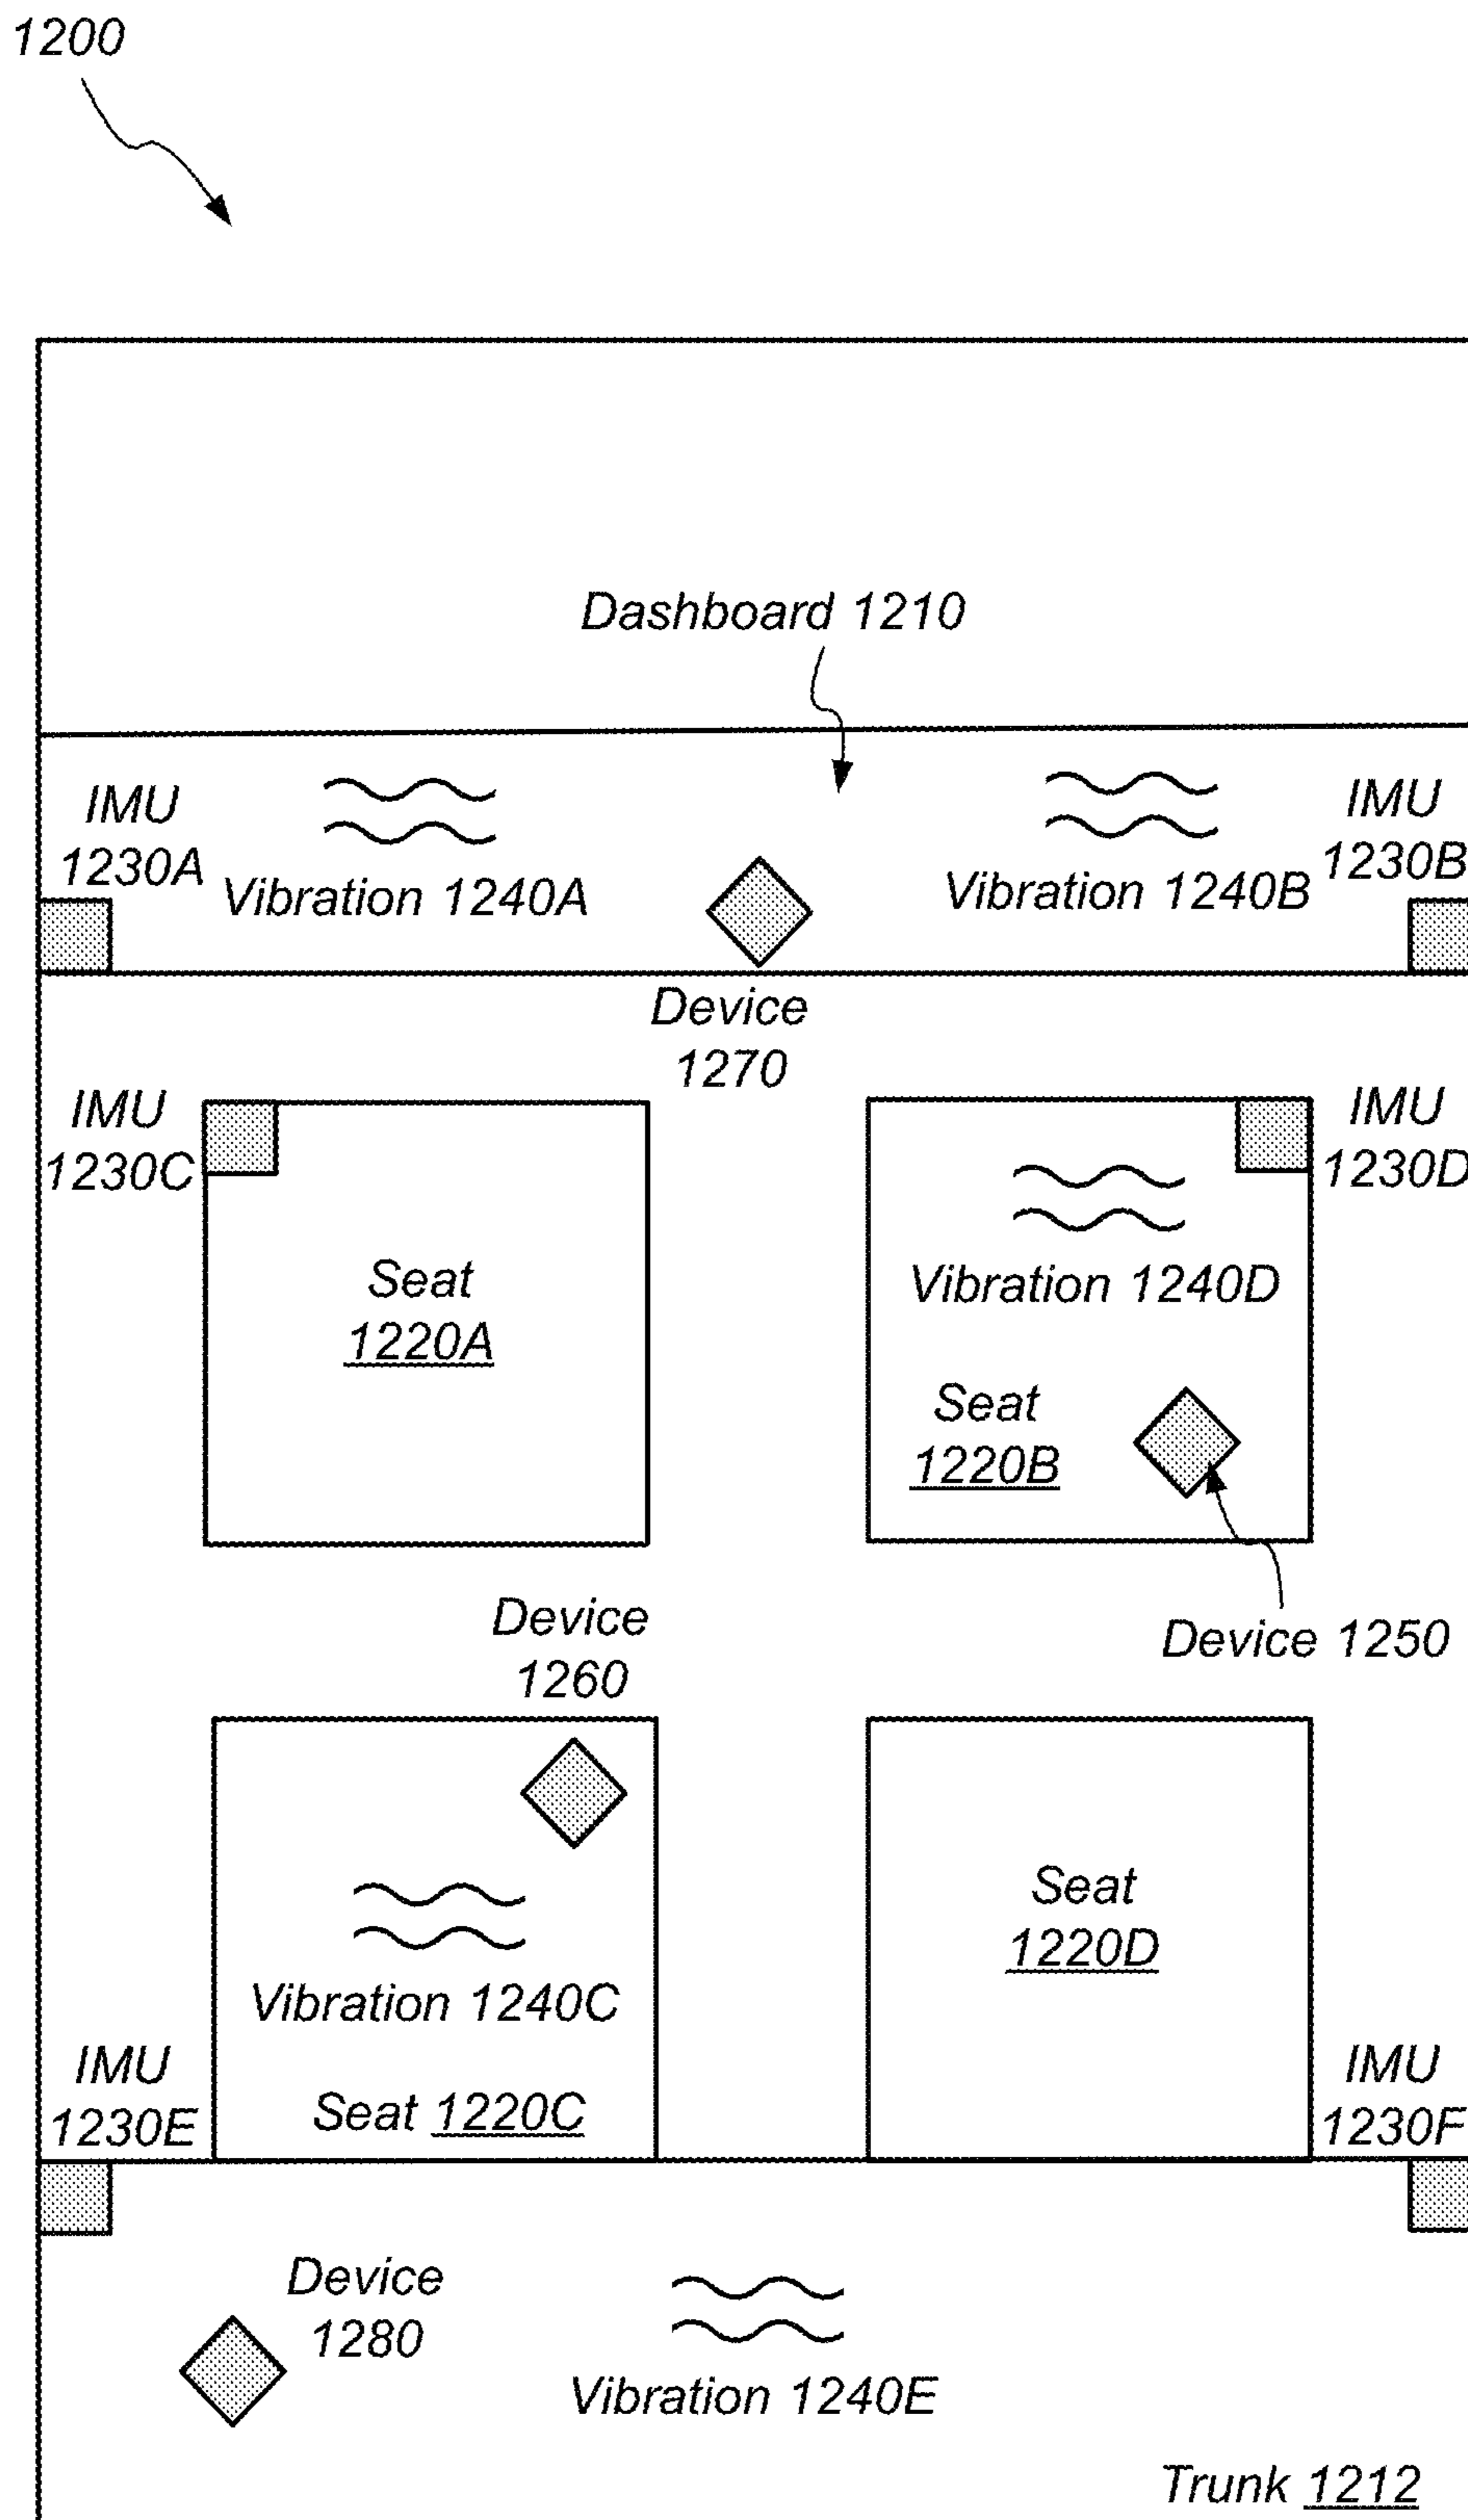 1200
Dashboard 1210
IMU
1230A
Vibration 1240A
Vibration 1240B
IMU
1230B
Device
1270
IMU
1230C
Seat
1220A
IMU
1230D
Vibration 1240D
Seat
1220B
Device 1250
Device
1260
Vibration 1240C
Seat 1220C
Seat
1220D
IMU
1230E
IMU
1230F
Device
1280
Vibration 1240E
Trunk 1212